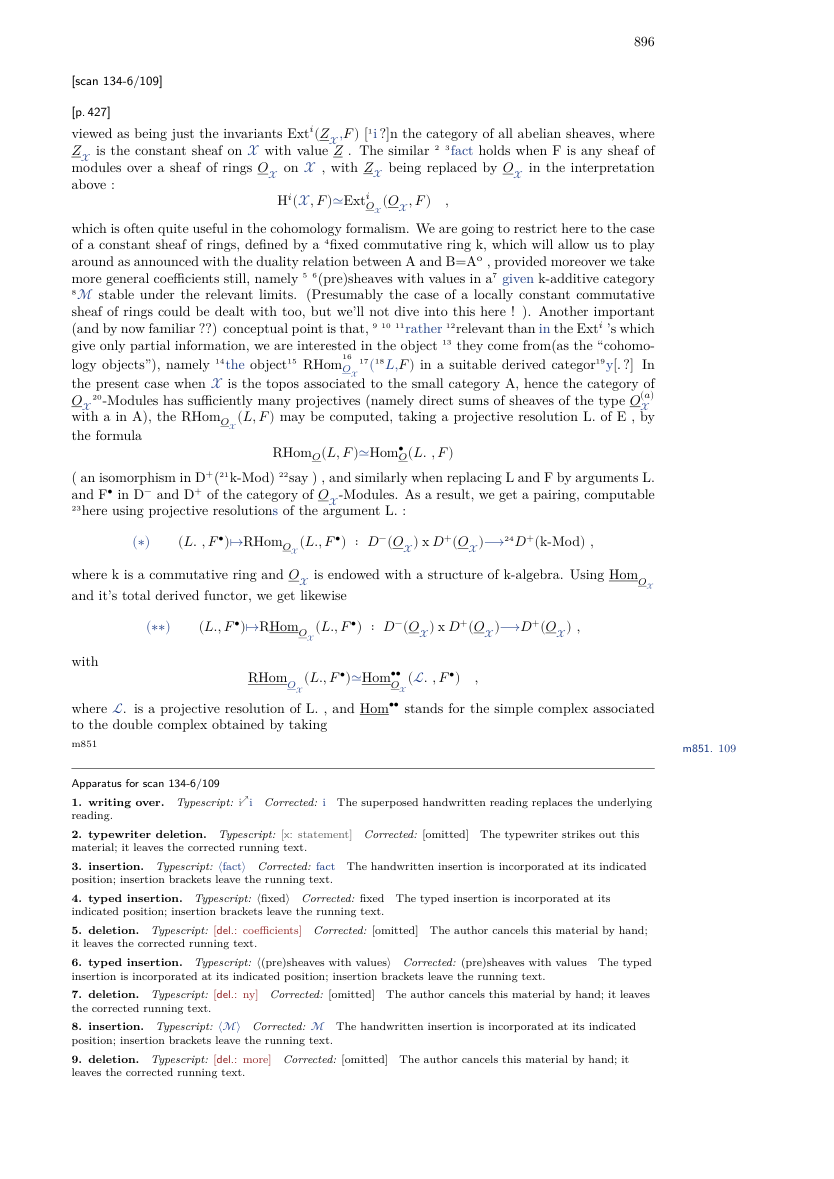 896
[scan 134-6/109]
[p. 427]
viewed as being just the invariants Extⁱ(Z_𝒳,F) [¹i ?]n the category of all abelian sheaves, where
Z_𝒳 is the constant sheaf on 𝒳 with value Z . The similar ² ³fact holds when F is any sheaf of
modules over a sheaf of rings O_𝒳 on 𝒳 , with Z_𝒳 being replaced by O_𝒳 in the interpretation
above :
Hⁱ(𝒳, F)≃Extⁱ_{O_𝒳}(O_𝒳, F) ,
which is often quite useful in the cohomology formalism. We are going to restrict here to the case
of a constant sheaf of rings, defined by a ⁴fixed commutative ring k, which will allow us to play
around as announced with the duality relation between A and B=Aᵒ , provided moreover we take
more general coefficients still, namely ⁵ ⁶(pre)sheaves with values in a⁷ given k-additive category
⁸ℳ stable under the relevant limits. (Presumably the case of a locally constant commutative
sheaf of rings could be dealt with too, but we'll not dive into this here ! ). Another important
(and by now familiar ??) conceptual point is that, ⁹ ¹⁰ ¹¹rather ¹²relevant than in the Extⁱ 's which
give only partial information, we are interested in the object ¹³ they come from(as the “cohomo-
logy objects”), namely ¹⁴the object¹⁵ RHom¹⁶_{O_𝒳} ¹⁷(¹⁸L,F) in a suitable derived categor¹⁹y[. ?] In
the present case when 𝒳 is the topos associated to the small category A, hence the category of
O_𝒳²⁰-Modules has sufficiently many projectives (namely direct sums of sheaves of the type O_𝒳^{(a)}
with a in A), the RHom_{O_𝒳}(L, F) may be computed, taking a projective resolution L. of E , by
the formula
RHom_O(L, F)≃Hom^•_O(L. , F)
( an isomorphism in D⁺(²¹k-Mod) ²²say ) , and similarly when replacing L and F by arguments L.
and F^• in D⁻ and D⁺ of the category of O_𝒳-Modules. As a result, we get a pairing, computable
²³here using projective resolutions of the argument L. :
(∗) (L. , F^•)↦RHom_{O_𝒳}(L., F^•) : D⁻(O_𝒳) x D⁺(O_𝒳)⟶²⁴D⁺(k-Mod) ,
where k is a commutative ring and O_𝒳 is endowed with a structure of k-algebra. Using Hom_{O_𝒳}
and it's total derived functor, we get likewise
(∗∗) (L., F^•)↦RHom_{O_𝒳}(L., F^•) : D⁻(O_𝒳) x D⁺(O_𝒳)⟶D⁺(O_𝒳) ,
with
RHom_{O_𝒳}(L., F^•)≃Hom^{••}_{O_𝒳}(ℒ. , F^•) ,
where ℒ. is a projective resolution of L. , and Hom^{••} stands for the simple complex associated
to the double complex obtained by taking
m851
m851. 109
Apparatus for scan 134-6/109
1. writing over. Typescript: i↗i Corrected: i The superposed handwritten reading replaces the underlying
reading.
2. typewriter deletion. Typescript: [x: statement] Corrected: [omitted] The typewriter strikes out this
material; it leaves the corrected running text.
3. insertion. Typescript: ⟨fact⟩ Corrected: fact The handwritten insertion is incorporated at its indicated
position; insertion brackets leave the running text.
4. typed insertion. Typescript: ⟨fixed⟩ Corrected: fixed The typed insertion is incorporated at its
indicated position; insertion brackets leave the running text.
5. deletion. Typescript: [del.: coefficients] Corrected: [omitted] The author cancels this material by hand;
it leaves the corrected running text.
6. typed insertion. Typescript: ⟨(pre)sheaves with values⟩ Corrected: (pre)sheaves with values The typed
insertion is incorporated at its indicated position; insertion brackets leave the running text.
7. deletion. Typescript: [del.: ny] Corrected: [omitted] The author cancels this material by hand; it leaves
the corrected running text.
8. insertion. Typescript: ⟨ℳ⟩ Corrected: ℳ The handwritten insertion is incorporated at its indicated
position; insertion brackets leave the running text.
9. deletion. Typescript: [del.: more] Corrected: [omitted] The author cancels this material by hand; it
leaves the corrected running text.